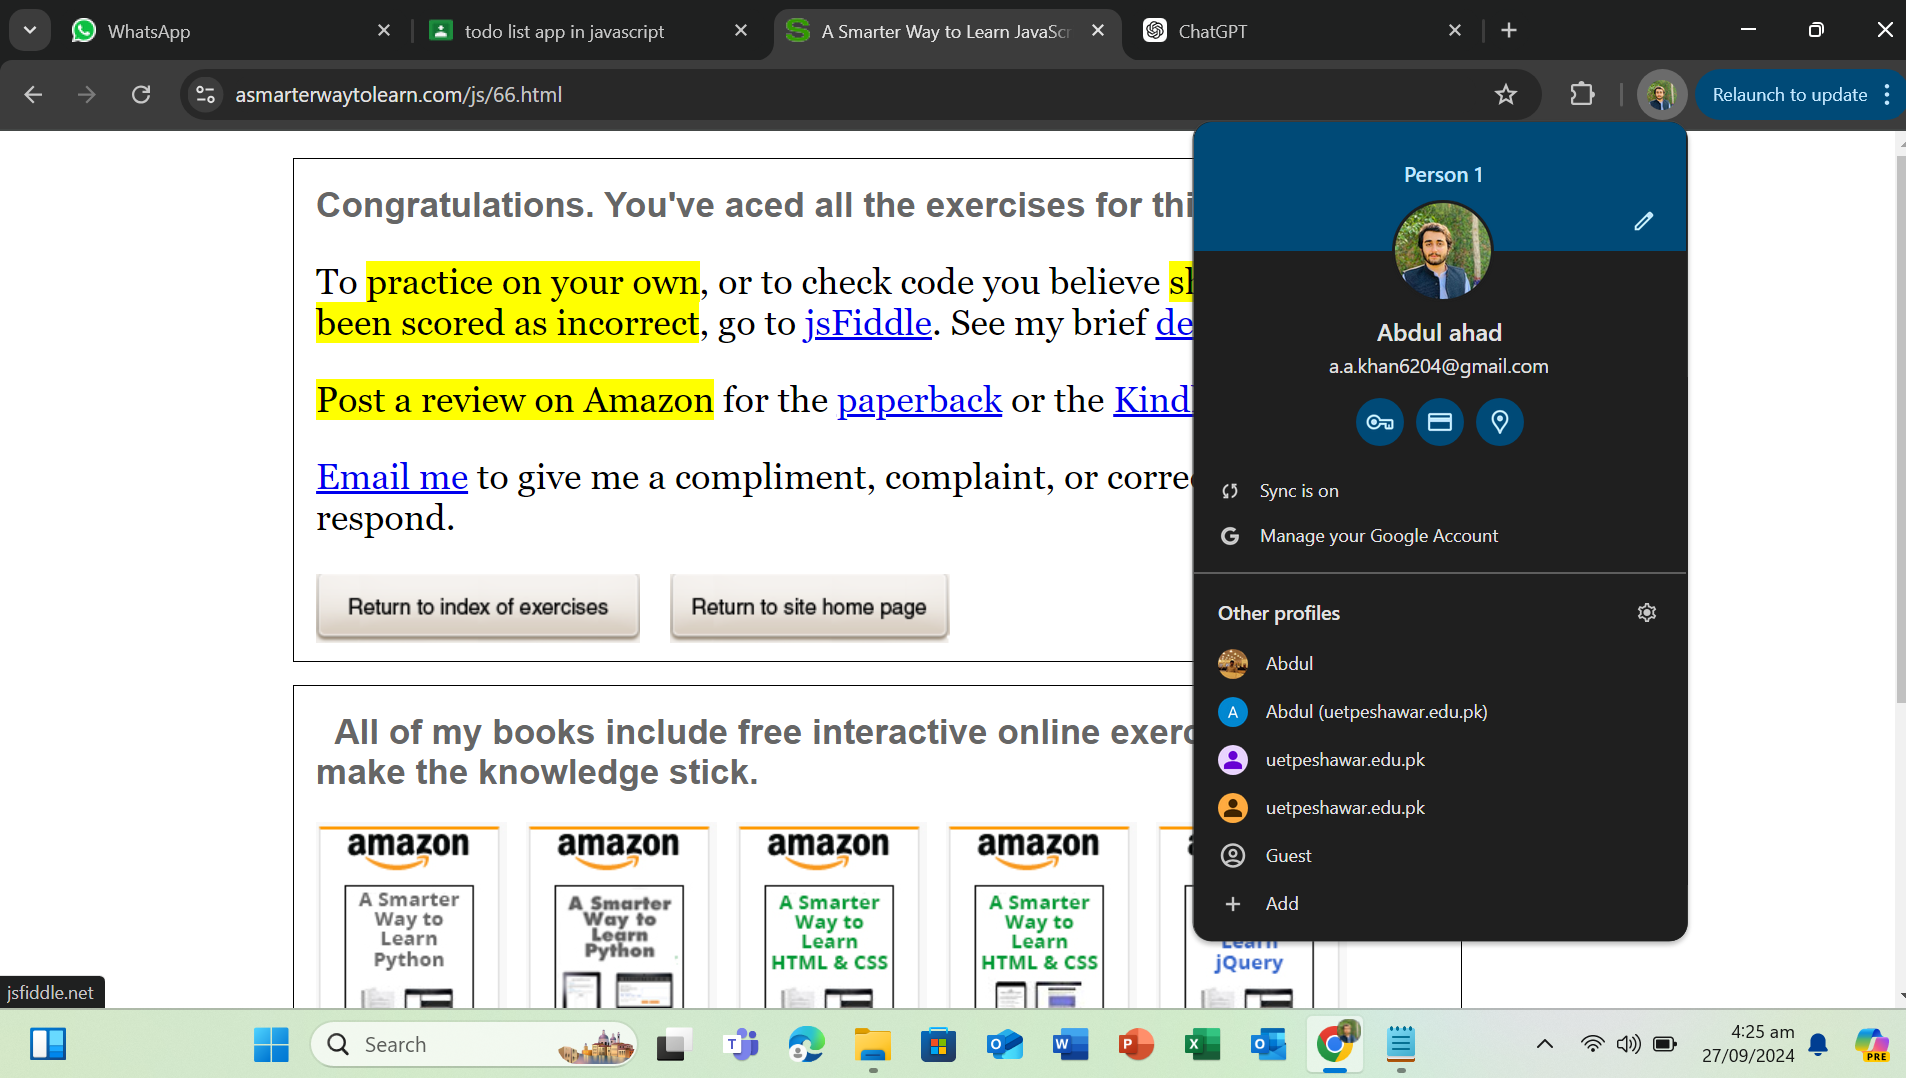 WhatsApp
todo list app in javascript
A Smarter Way to Learn JavaScr
ChatGPT
asmarterwaytolearn.com/js/66.html
Relaunch to update
Congratulations. You've aced all the exercises for thi
To practice on your own, or to check code you believe sh
been scored as incorrect, go to jsFiddle. See my brief de
Post a review on Amazon for the paperback or the Kindl
Email me to give me a compliment, complaint, or corre
respond.
Return to index of exercises
Return to site home page
All of my books include free interactive online exerc
make the knowledge stick.
amazon
A Smarter
Way to
Learn
Python
amazon
A Smarter
Way to
Learn
Python
amazon
A Smarter
Way to
Learn
HTML & CSS
amazon
A Smarter
Way to
Learn
HTML & CSS
Learn
jQuery
Person 1
Abdul ahad
a.a.khan6204@gmail.com
Sync is on
Manage your Google Account
Other profiles
Abdul
A
Abdul (uetpeshawar.edu.pk)
uetpeshawar.edu.pk
uetpeshawar.edu.pk
Guest
Add
jsfiddle.net
Search
4:25 am
27/09/2024
PRE